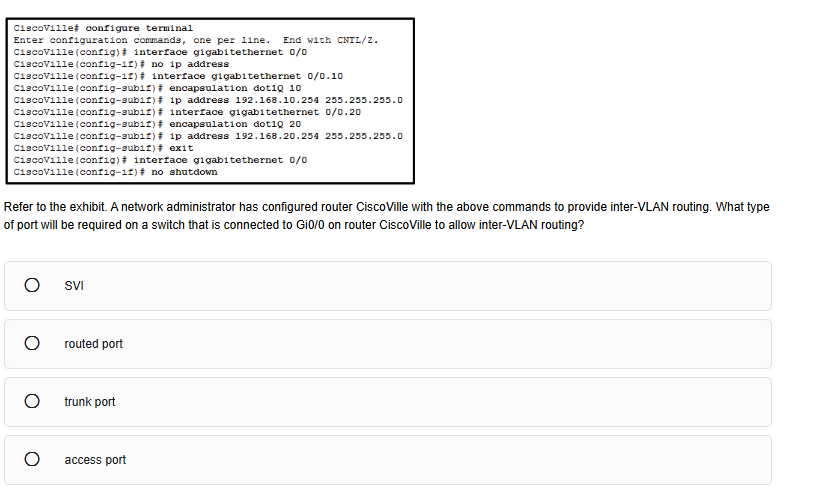 CiscoVille# configure terminal
Enter configuration commands, one per line.  End with CNTL/Z.
CiscoVille(config)# interface gigabitethernet 0/0
CiscoVille(config-if)# no ip address
CiscoVille(config-if)# interface gigabitethernet 0/0.10
CiscoVille(config-subif)# encapsulation dot1Q 10
CiscoVille(config-subif)# ip address 192.168.10.254 255.255.255.0
CiscoVille(config-subif)# interface gigabitethernet 0/0.20
CiscoVille(config-subif)# encapsulation dot1Q 20
CiscoVille(config-subif)# ip address 192.168.20.254 255.255.255.0
CiscoVille(config-subif)# exit
CiscoVille(config)# interface gigabitethernet 0/0
CiscoVille(config-if)# no shutdown
Refer to the exhibit. A network administrator has configured router CiscoVille with the above commands to provide inter-VLAN routing. What type
of port will be required on a switch that is connected to Gi0/0 on router CiscoVille to allow inter-VLAN routing?
SVI
routed port
trunk port
access port